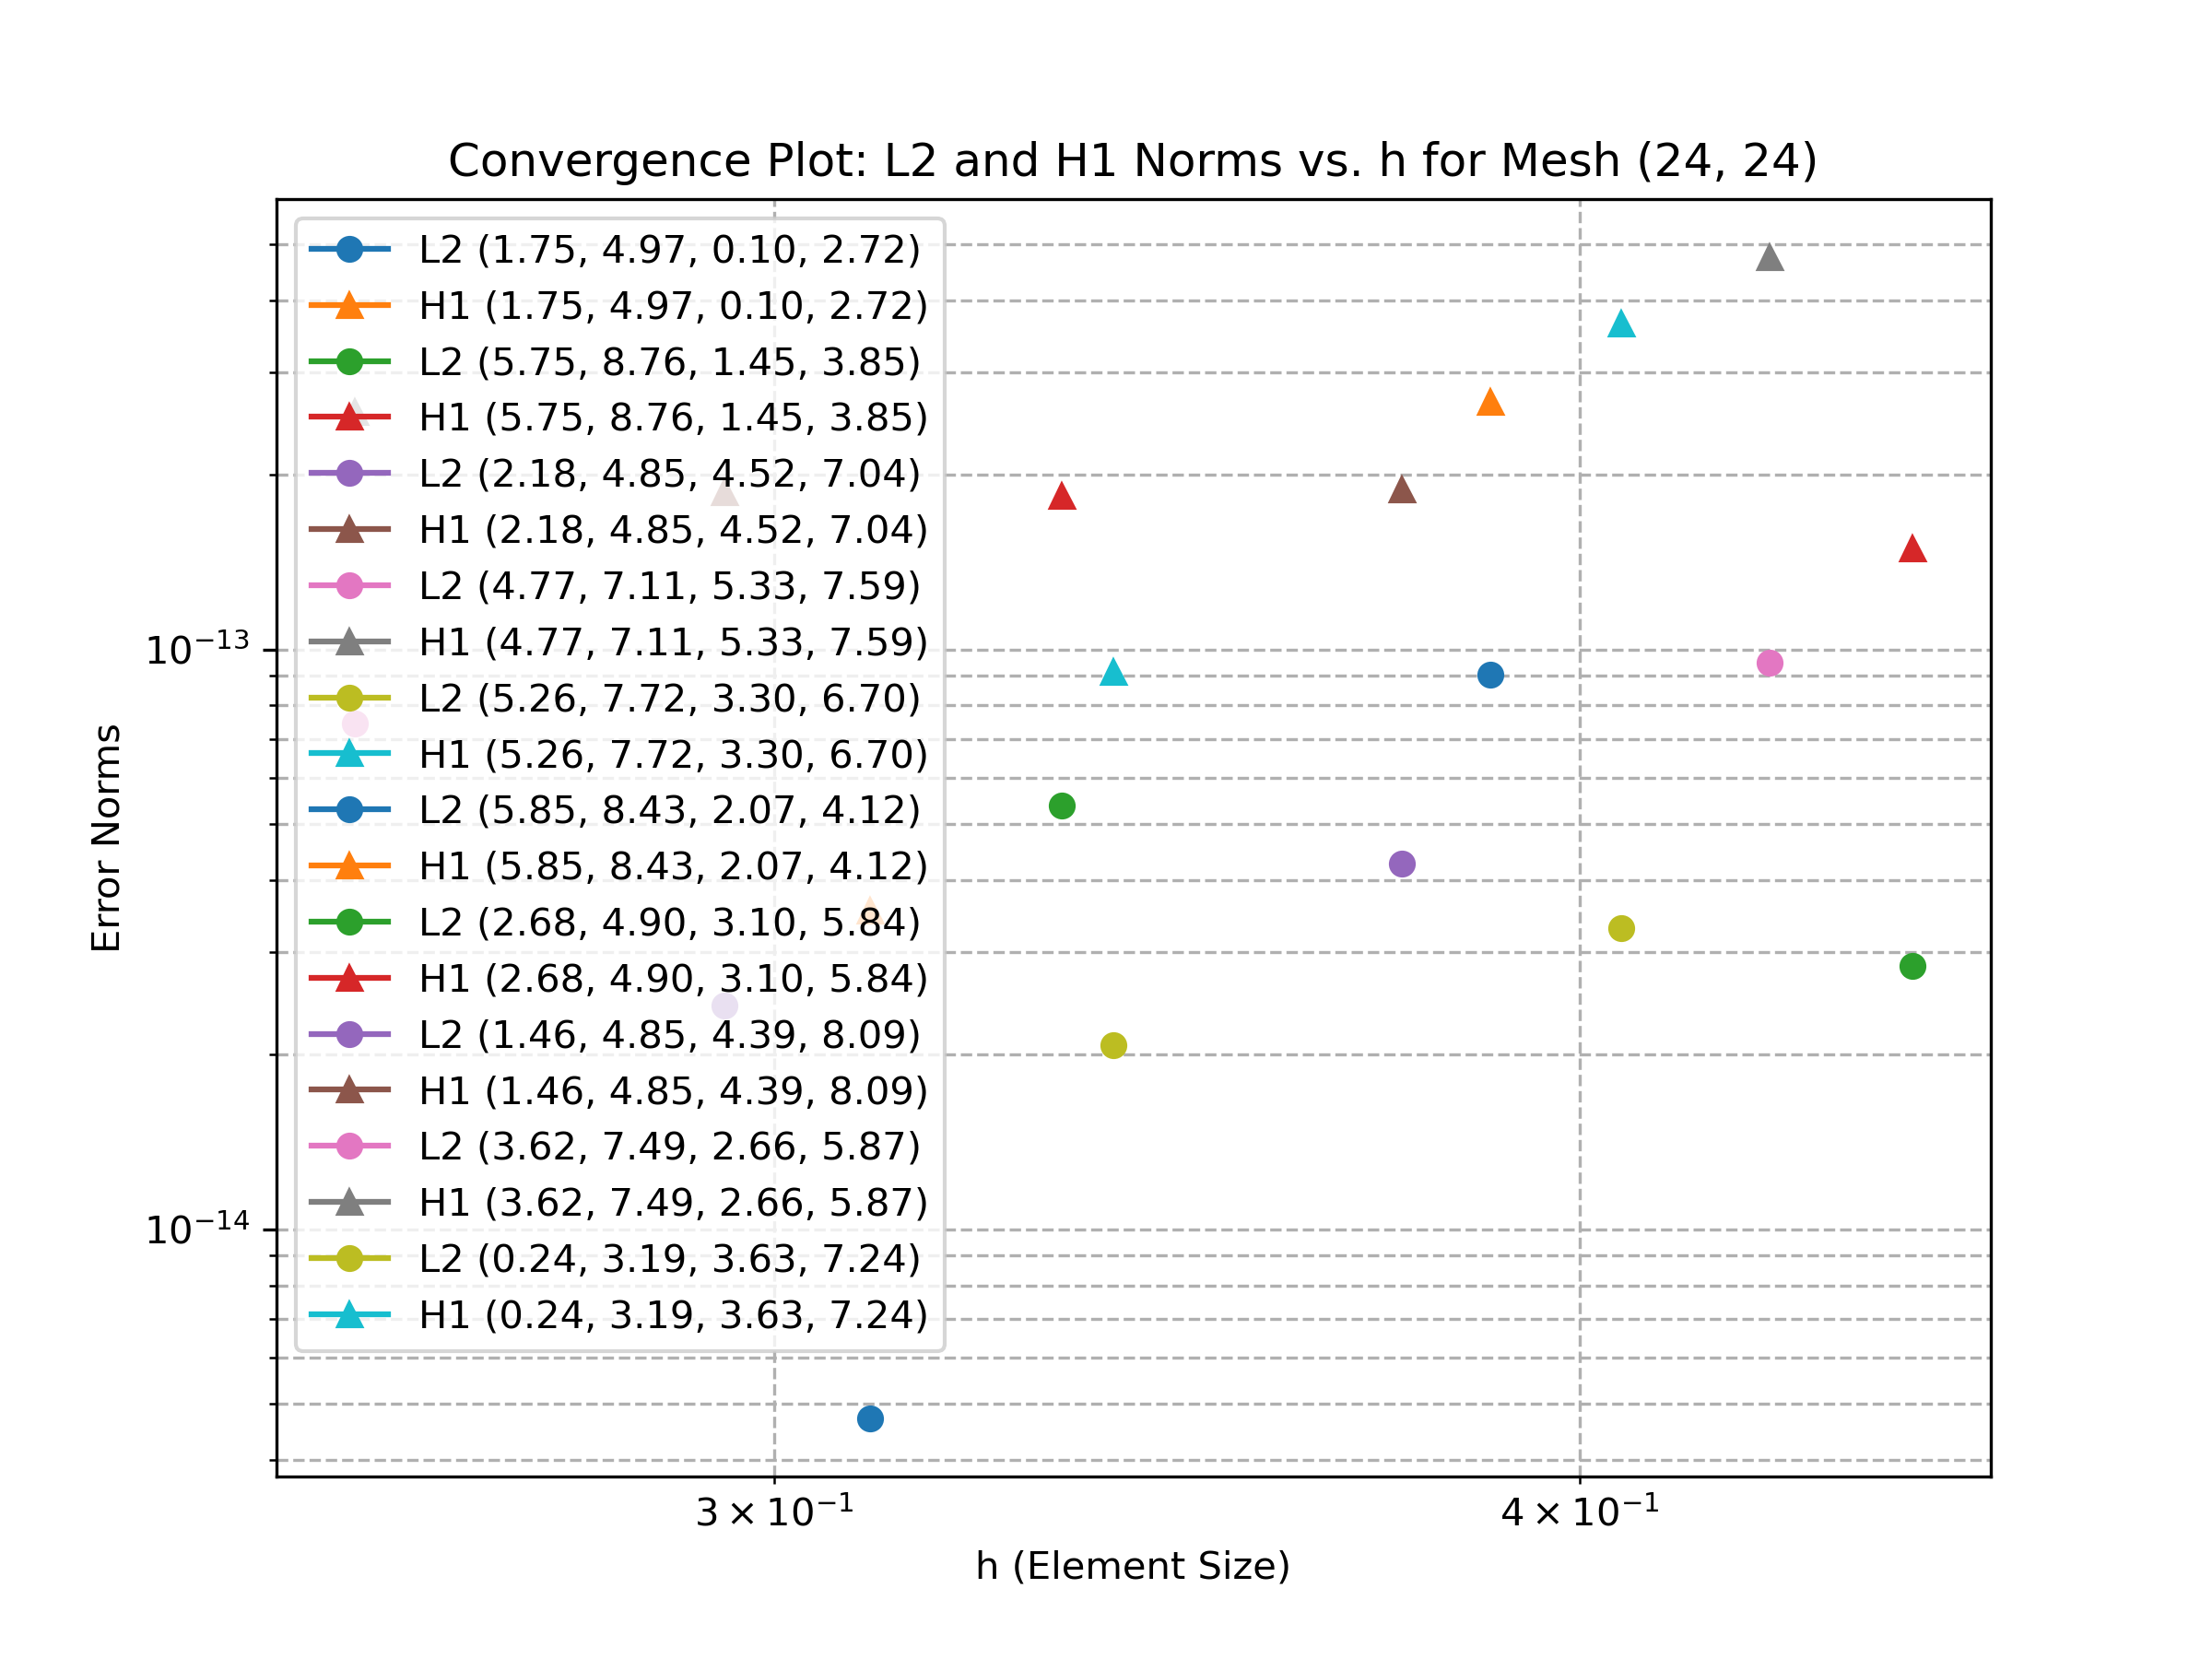 Convergence Plot: L2 and H1 Norms vs. h for Mesh (24, 24)
L2 (1.75, 4.97, 0.10, 2.72)
H1 (1.75, 4.97, 0.10, 2.72)
L2 (5.75, 8.76, 1.45, 3.85)
H1 (5.75, 8.76, 1.45, 3.85)
L2 (2.18, 4.85, 4.52, 7.04)
H1 (2.18, 4.85, 4.52, 7.04)
L2 (4.77, 7.11, 5.33, 7.59)
H1 (4.77, 7.11, 5.33, 7.59)
L2 (5.26, 7.72, 3.30, 6.70)
H1 (5.26, 7.72, 3.30, 6.70)
L2 (5.85, 8.43, 2.07, 4.12)
H1 (5.85, 8.43, 2.07, 4.12)
L2 (2.68, 4.90, 3.10, 5.84)
H1 (2.68, 4.90, 3.10, 5.84)
L2 (1.46, 4.85, 4.39, 8.09)
H1 (1.46, 4.85, 4.39, 8.09)
L2 (3.62, 7.49, 2.66, 5.87)
H1 (3.62, 7.49, 2.66, 5.87)
L2 (0.24, 3.19, 3.63, 7.24)
H1 (0.24, 3.19, 3.63, 7.24)
10⁻¹³
10⁻¹⁴
Error Norms
3 × 10⁻¹
4 × 10⁻¹
h (Element Size)